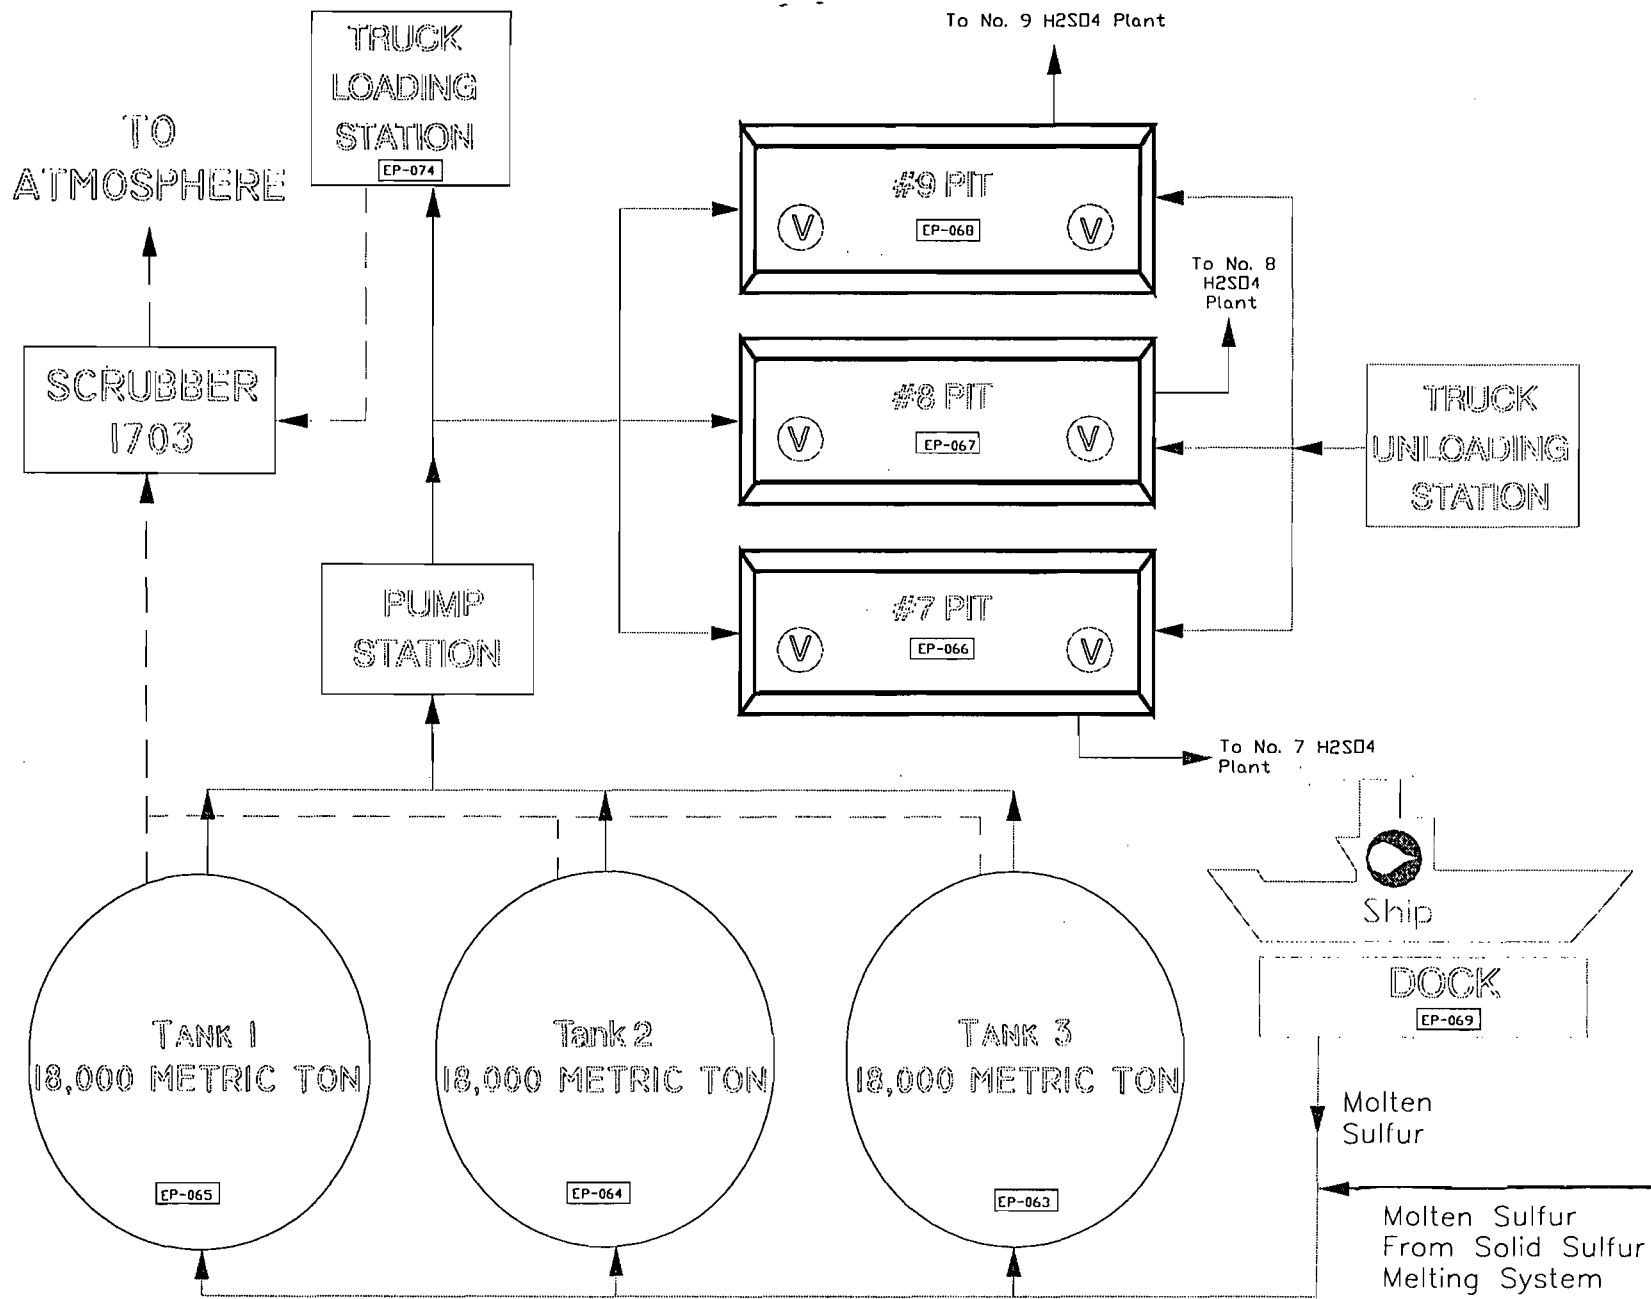 To No. 9 H2SO4 Plant
TRUCK
LOADING
STATION
EP-074
TO
ATMOSPHERE
#9 PIT
V
EP-068
V
To No. 8
H2SO4
Plant
SCRUBBER
1703
#8 PIT
V
EP-067
V
TRUCK
UNLOADING
STATION
PUMP
STATION
#7 PIT
V
EP-066
V
To No. 7 H2SO4
Plant
Ship
DOCK
EP-069
TANK 1
18,000 METRIC TON
EP-065
Tank 2
18,000 METRIC TON
EP-064
TANK 3
18,000 METRIC TON
EP-063
Molten
Sulfur
Molten Sulfur
From Solid Sulfur
Melting System